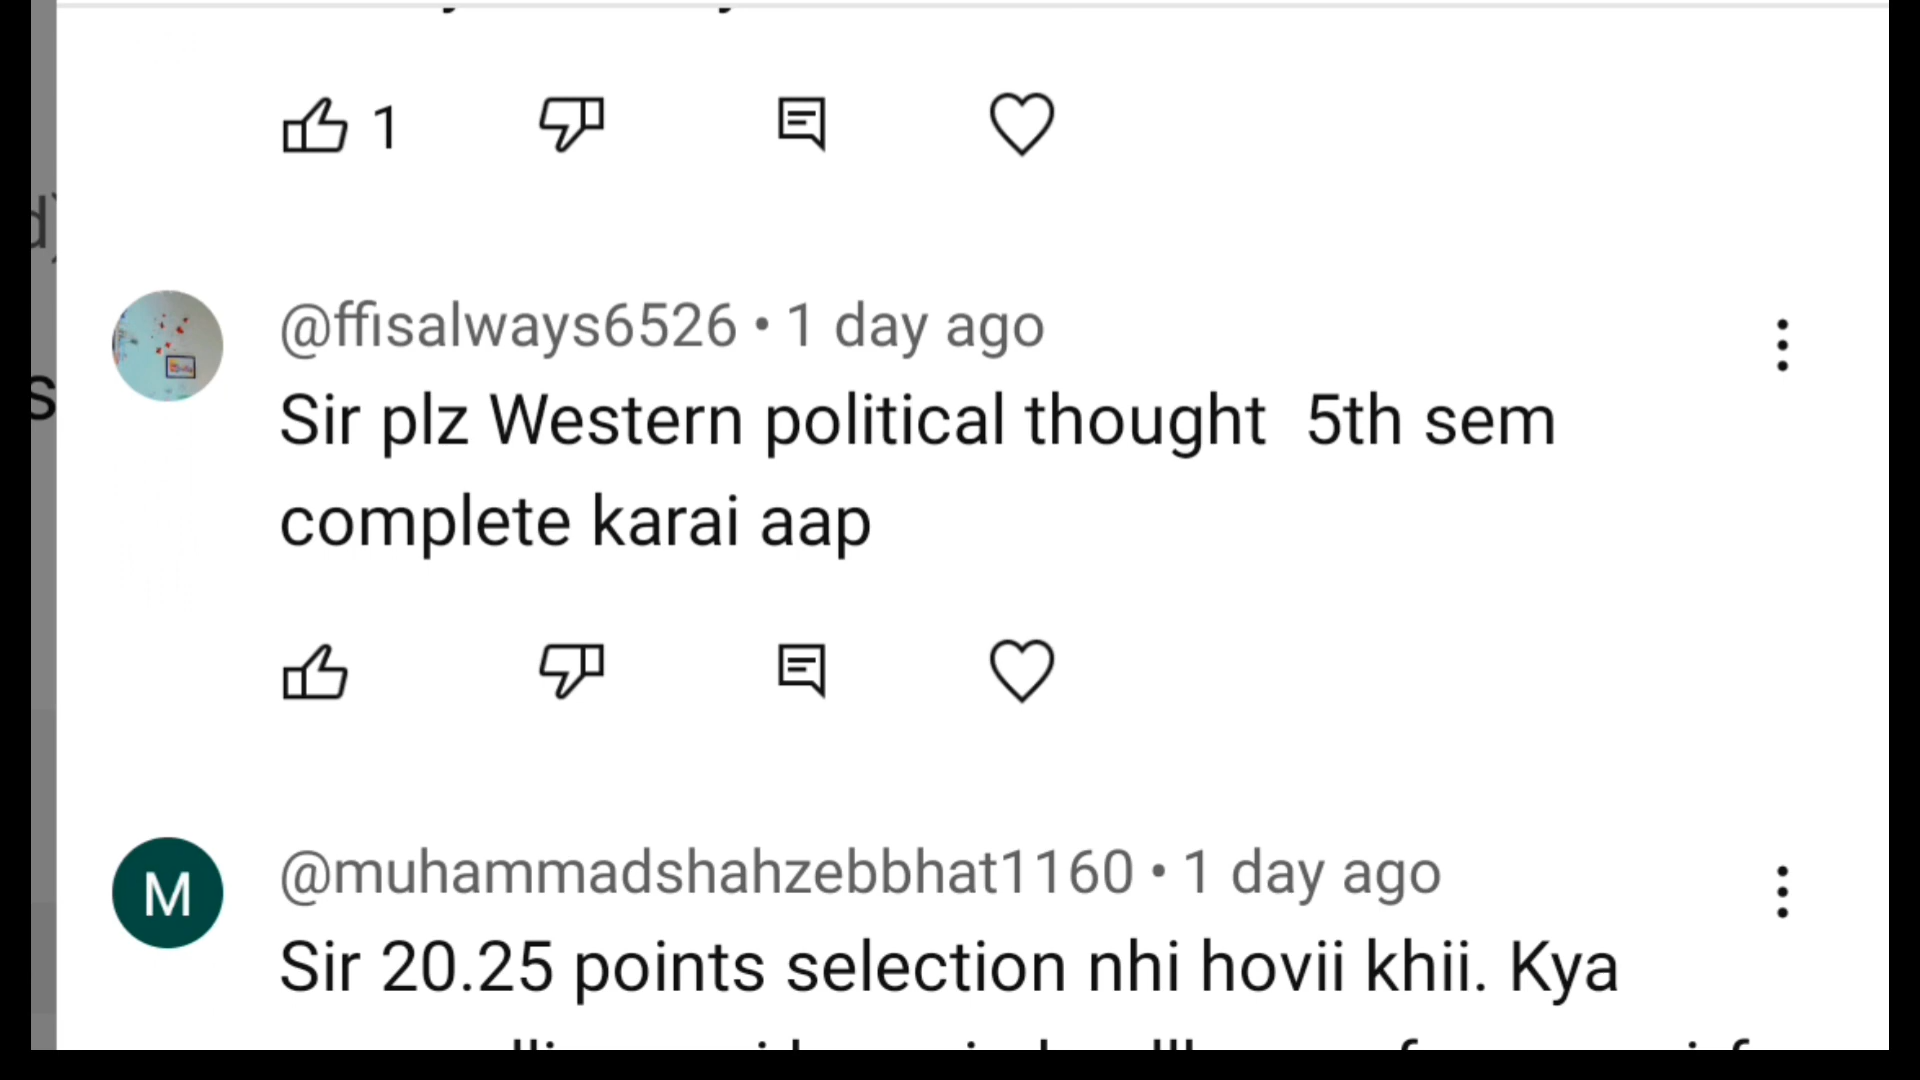 1
d)
s
@ffisalways6526 • 1 day ago
Sir plz Western political thought  5th sem
complete karai aap
M
@muhammadshahzebbhat1160 • 1 day ago
Sir 20.25 points selection nhi hovii khii. Kya